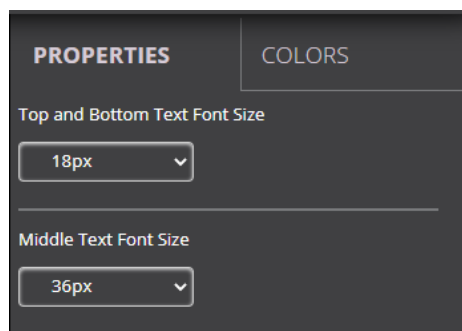 PROPERTIES COLORS
Top and Bottom Text Font Size
18px
Middle Text Font Size
36px